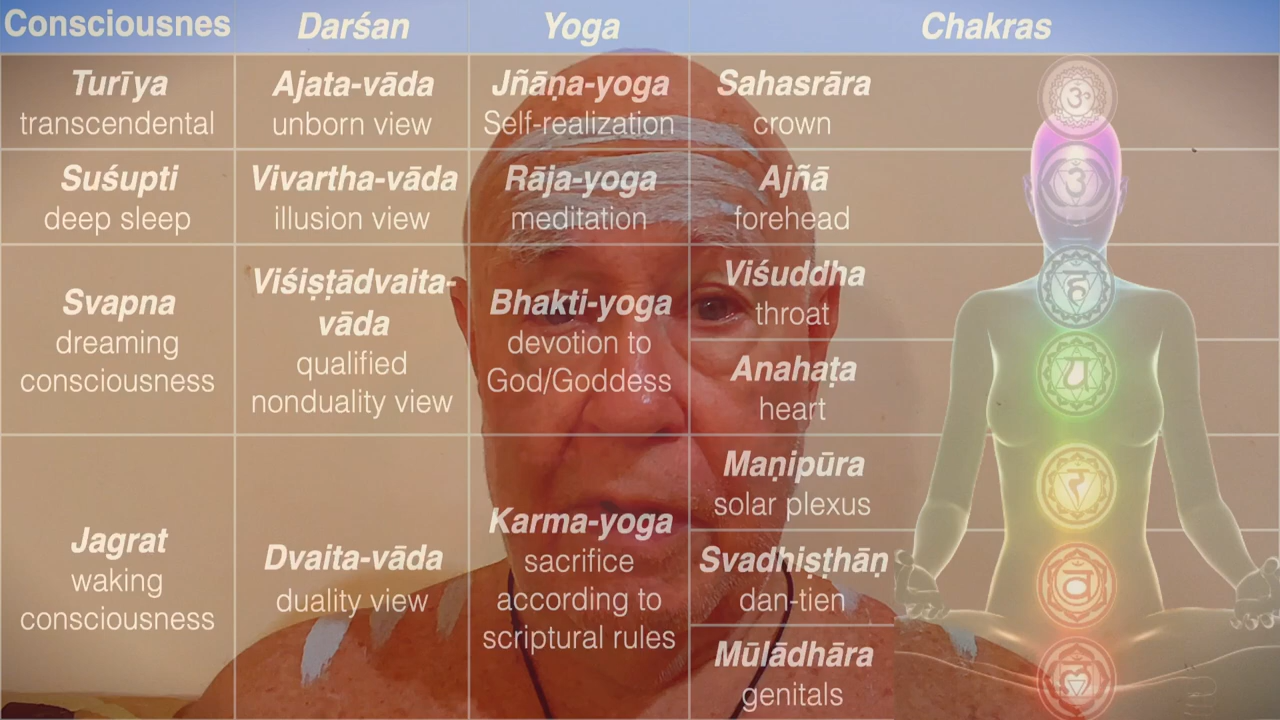 Consciousnes Darśan Yoga Chakras
Turīya
transcendental
Ajata-vāda
unborn view
Jñāṇa-yoga
Self-realization
Sahasrāra
crown
Suśupti
deep sleep
Vivartha-vāda
illusion view
Rāja-yoga
meditation
Ajñā
forehead
Svapna
dreaming
consciousness
Viśiṣṭādvaita-
vāda
qualified
nonduality view
Bhakti-yoga
devotion to
God/Goddess
Viśuddha
throat
Anahaṭa
heart
Jagrat
waking
consciousness
Dvaita-vāda
duality view
Karma-yoga
sacrifice
according to
scriptural rules
Maṇipūra
solar plexus
Svadhiṣṭhāṇ
dan-tien
Mūlādhāra
genitals